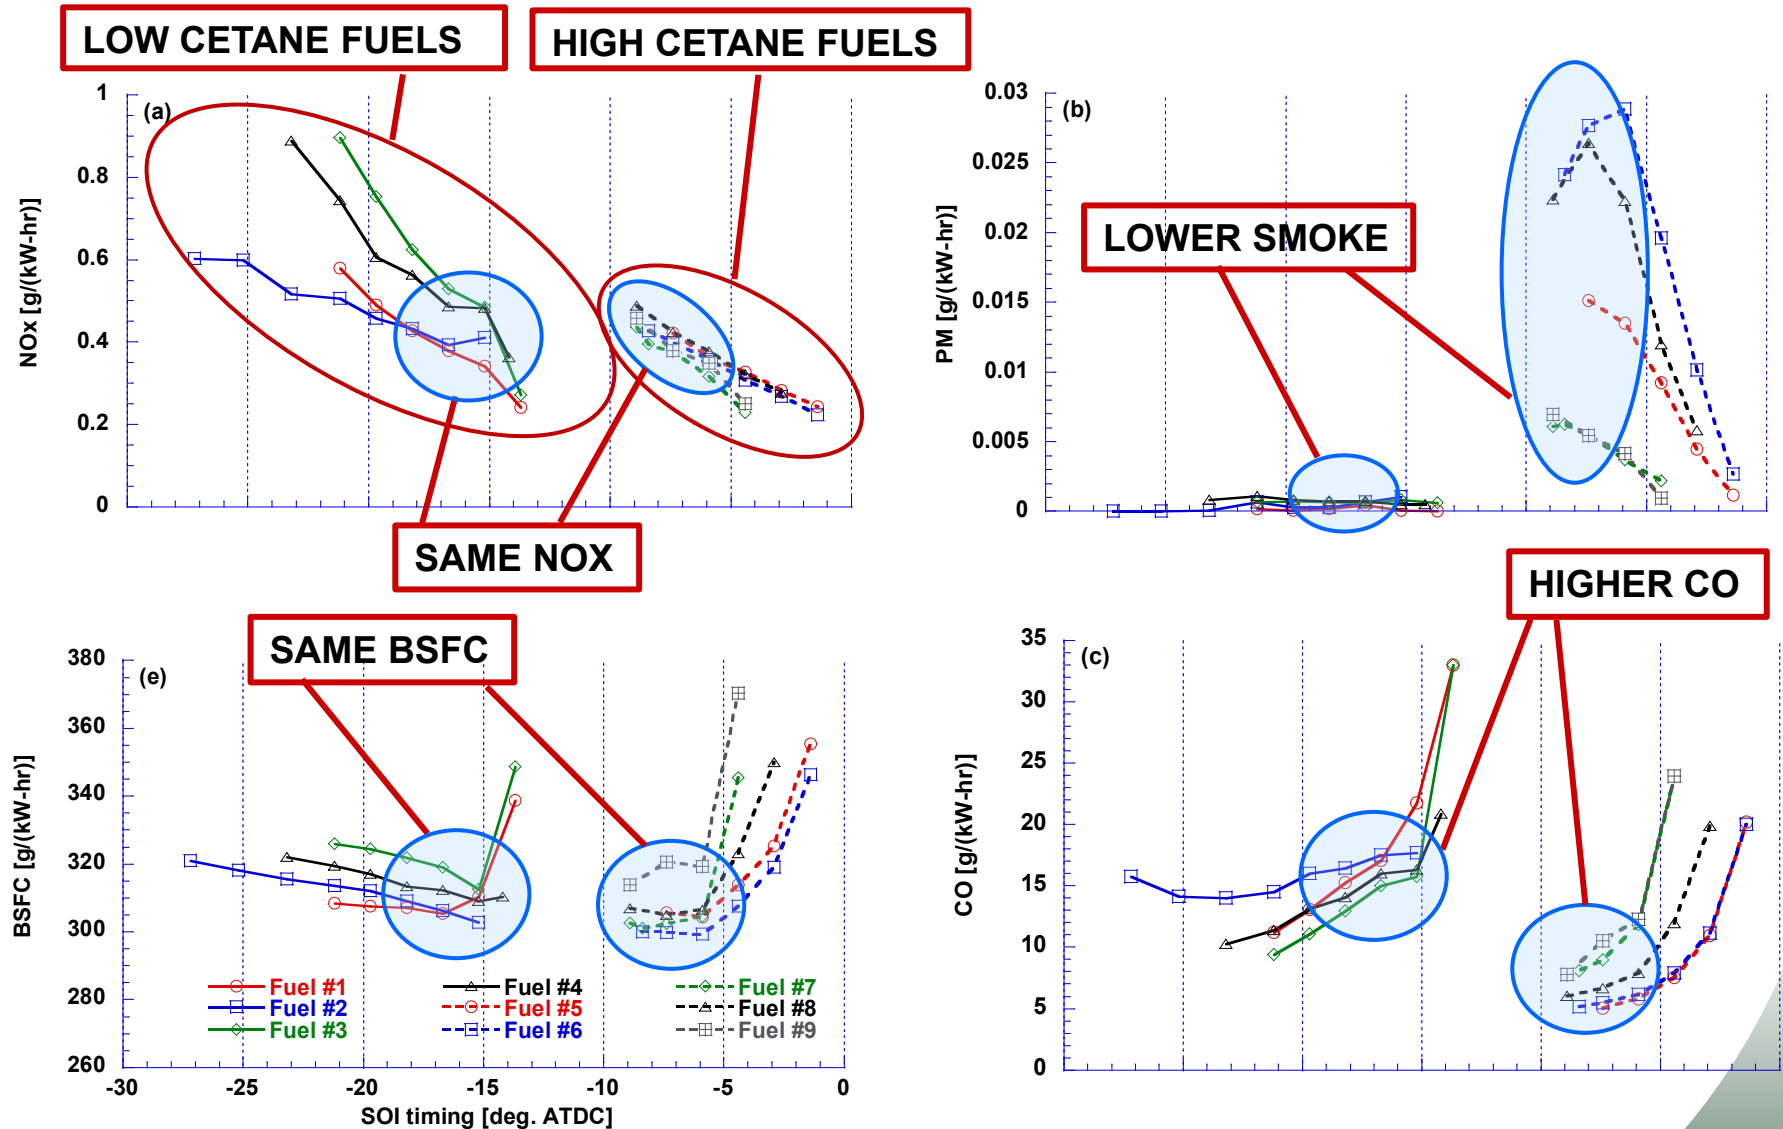 LOW CETANE FUELS
HIGH CETANE FUELS
(a)
1
0.8
0.6
0.4
0.2
0
NOx [g/(kW-hr)]
SAME NOX
(b)
0.03
0.025
0.02
0.015
0.01
0.005
0
PM [g/(kW-hr)]
LOWER SMOKE
SAME BSFC
(e)
380
360
340
320
300
280
260
BSFC [g/(kW-hr)]
Fuel #1
Fuel #2
Fuel #3
Fuel #4
Fuel #5
Fuel #6
Fuel #7
Fuel #8
Fuel #9
-30 -25 -20 -15 -10 -5 0
SOI timing [deg. ATDC]
HIGHER CO
(c)
35
30
25
20
15
10
5
0
CO [g/(kW-hr)]